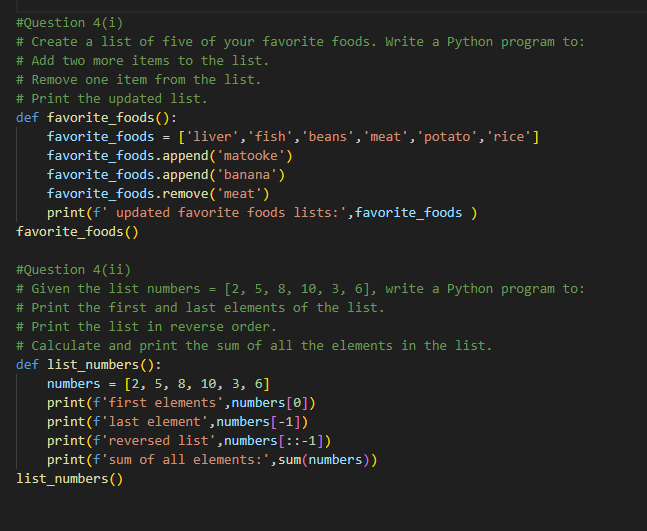 #Question 4(i)
# Create a list of five of your favorite foods. Write a Python program to:
# Add two more items to the list.
# Remove one item from the list.
# Print the updated list.
def favorite_foods():
    favorite_foods = ['liver','fish','beans','meat','potato','rice']
    favorite_foods.append('matooke')
    favorite_foods.append('banana')
    favorite_foods.remove('meat')
    print(f' updated favorite foods lists:',favorite_foods )
favorite_foods()

#Question 4(ii)
# Given the list numbers = [2, 5, 8, 10, 3, 6], write a Python program to:
# Print the first and last elements of the list.
# Print the list in reverse order.
# Calculate and print the sum of all the elements in the list.
def list_numbers():
    numbers = [2, 5, 8, 10, 3, 6]
    print(f'first elements',numbers[0])
    print(f'last element',numbers[-1])
    print(f'reversed list',numbers[::-1])
    print(f'sum of all elements:',sum(numbers))
list_numbers()